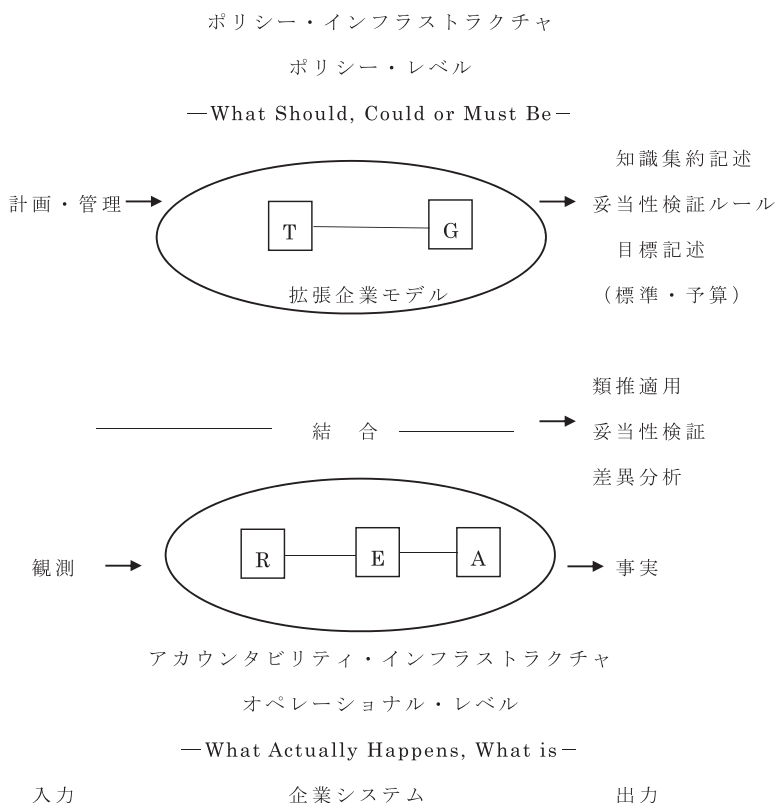 ポリシー・インフラストラクチャ
ポリシー・レベル
―What Should, Could or Must Be―
知識集約記述
計画・管理
妥当性検証ルール
T
G
目標記述
拡張企業モデル
（標準・予算）
類推適用
結　合
妥当性検証
差異分析
観測
R
E
A
事実
アカウンタビリティ・インフラストラクチャ
オペレーショナル・レベル
―What Actually Happens, What is―
入力
企業システム
出力